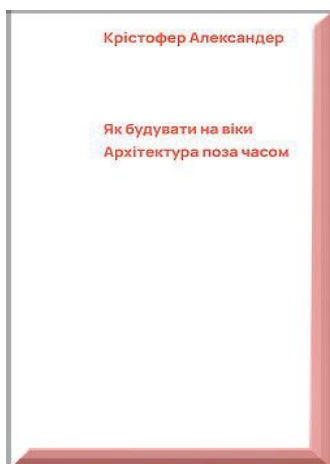 Крістофер Александер
Як будувати на віки
Архітектура поза часом